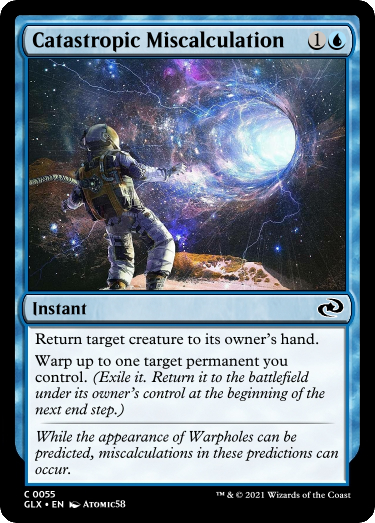 Catastropic Miscalculation 1
Instant
Return target creature to its owner's hand.
Warp up to one target permanent you
control. (Exile it. Return it to the battlefield
under its owner's control at the beginning of the
next end step.)
While the appearance of Warpholes can be
predicted, miscalculations in these predictions can
occur.
C 0055
GLX • EN Atomic58
™ & © 2021 Wizards of the Coast